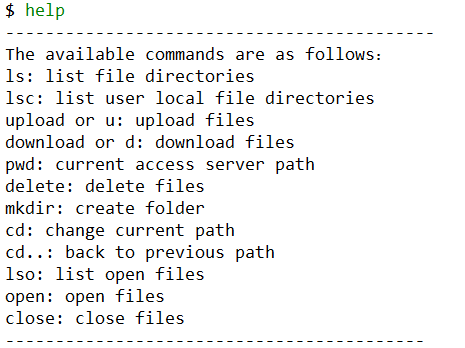 $ help
-------------------------------------------
The available commands are as follows:
ls: list file directories
lsc: list user local file directories
upload or u: upload files
download or d: download files
pwd: current access server path
delete: delete files
mkdir: create folder
cd: change current path
cd..: back to previous path
lso: list open files
open: open files
close: close files
------------------------------------------